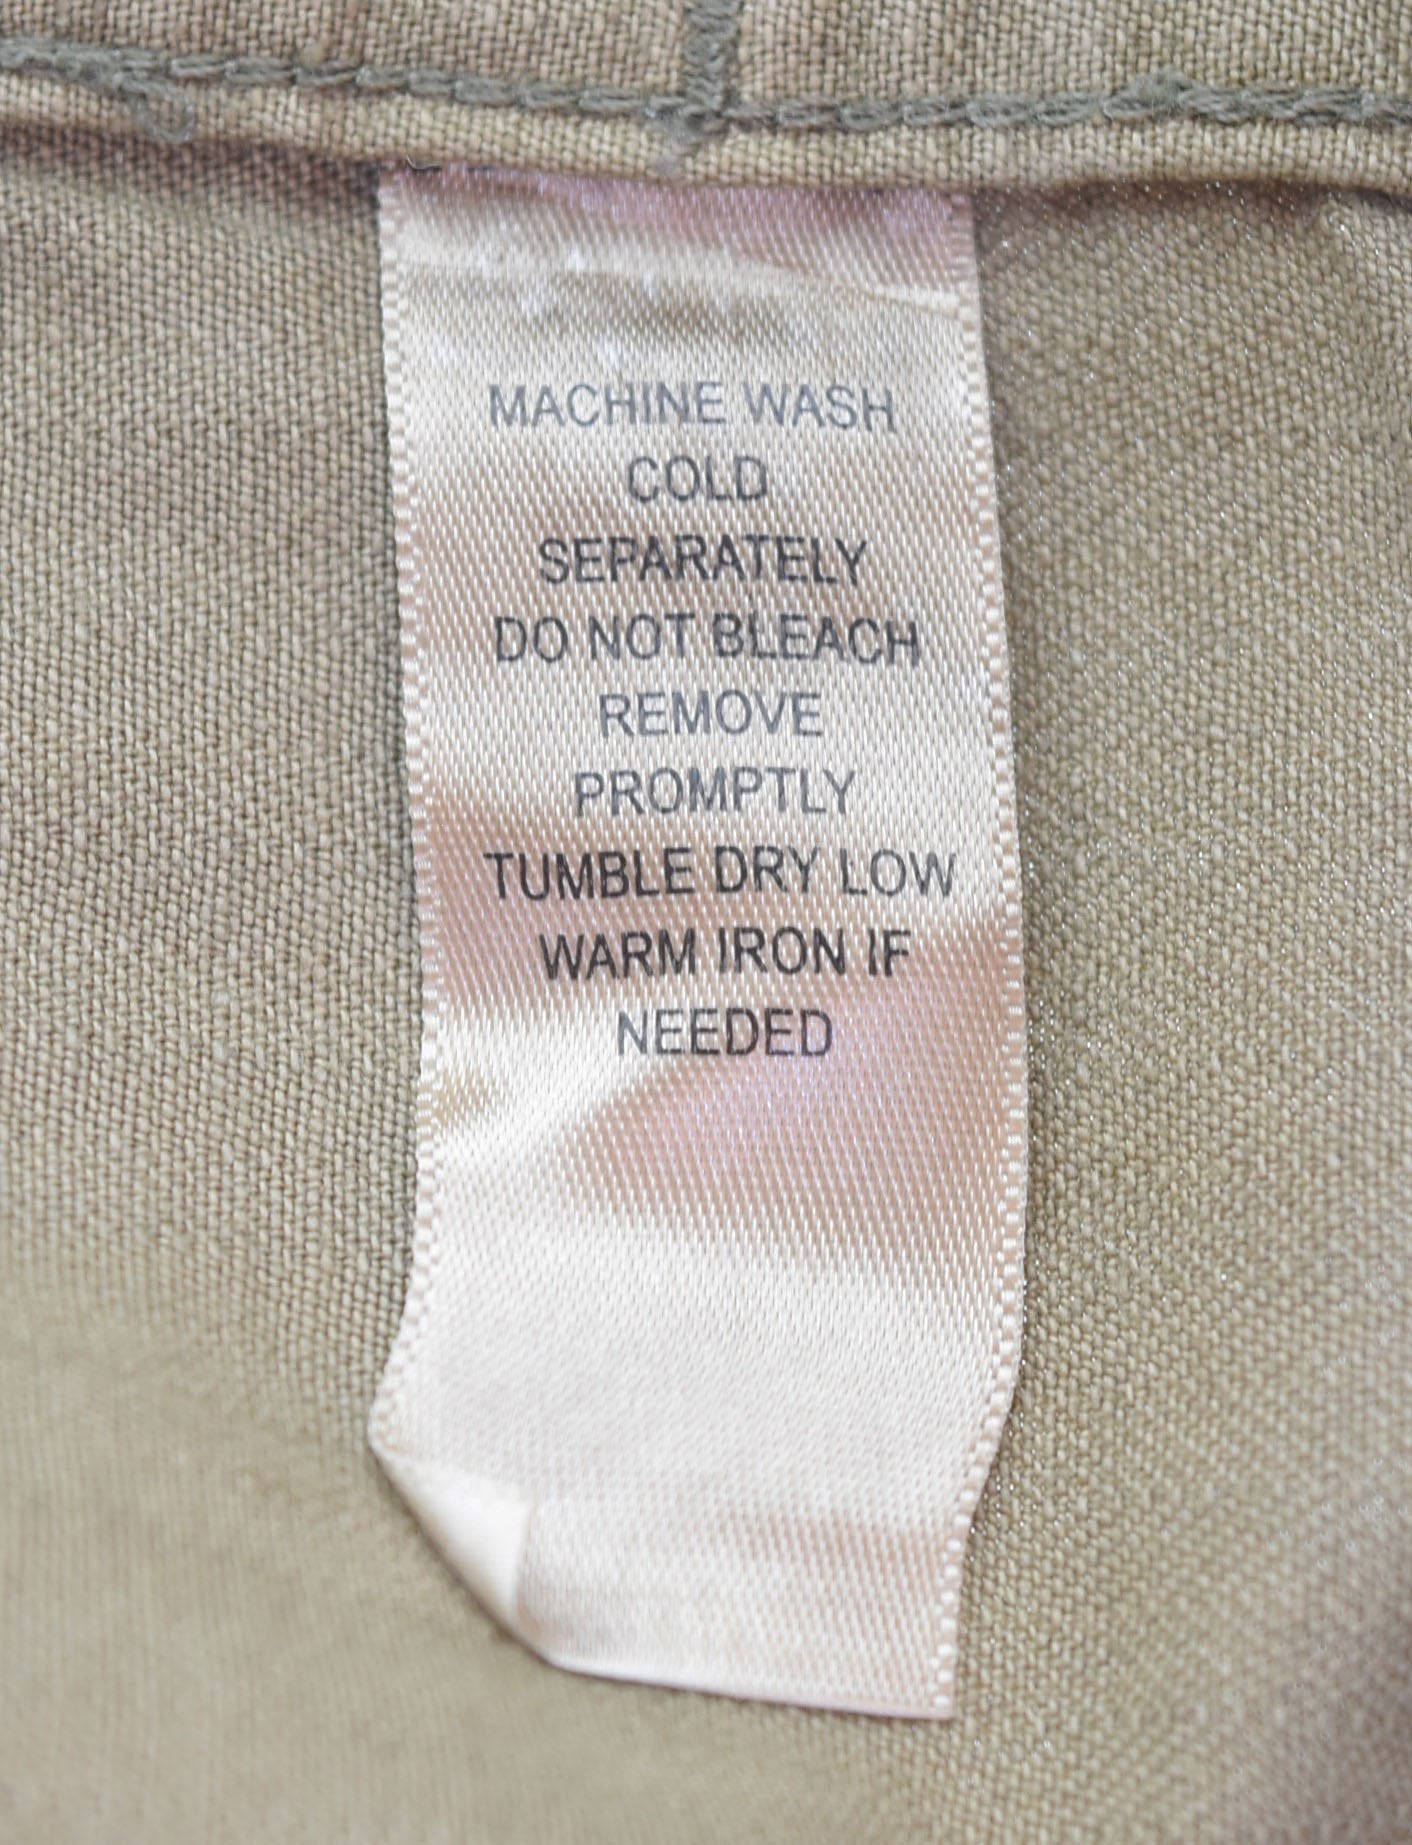 MACHINE WASH
COLD
SEPARATELY
DO NOT BLEACH
REMOVE
PROMPTLY
TUMBLE DRY LOW
WARM IRON IF
NEEDED